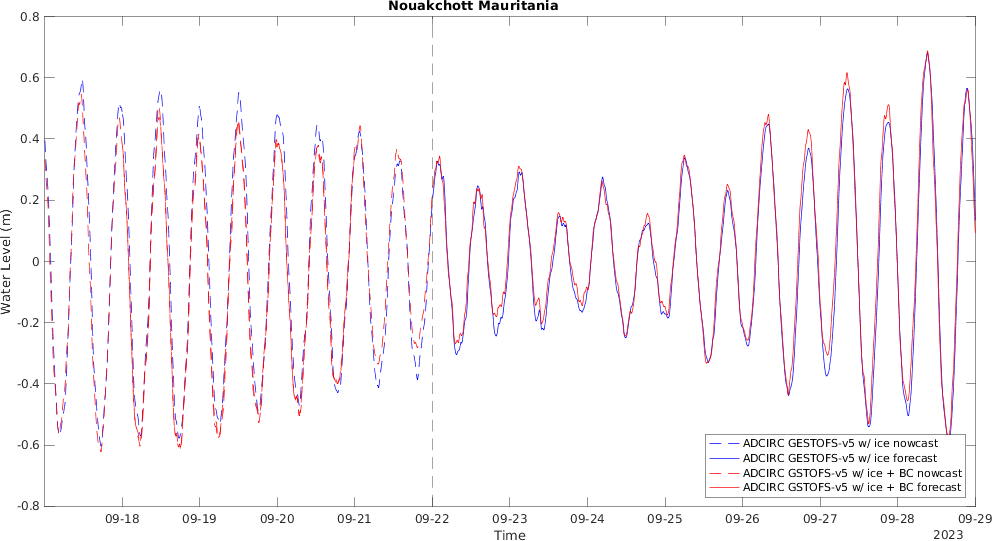 Nouakchott Mauritania
0.8
0.6
0.4
0.2
0
-0.2
-0.4
-0.6
-0.8
Water Level (m)
ADCIRC GESTOFS-v5 w/ ice nowcast
ADCIRC GESTOFS-v5 w/ ice forecast
ADCIRC GSTOFS-v5 w/ ice + BC nowcast
ADCIRC GSTOFS-v5 w/ ice + BC forecast
09-18 09-19 09-20 09-21 09-22 09-23 09-24 09-25 09-26 09-27 09-28 09-29
Time
2023